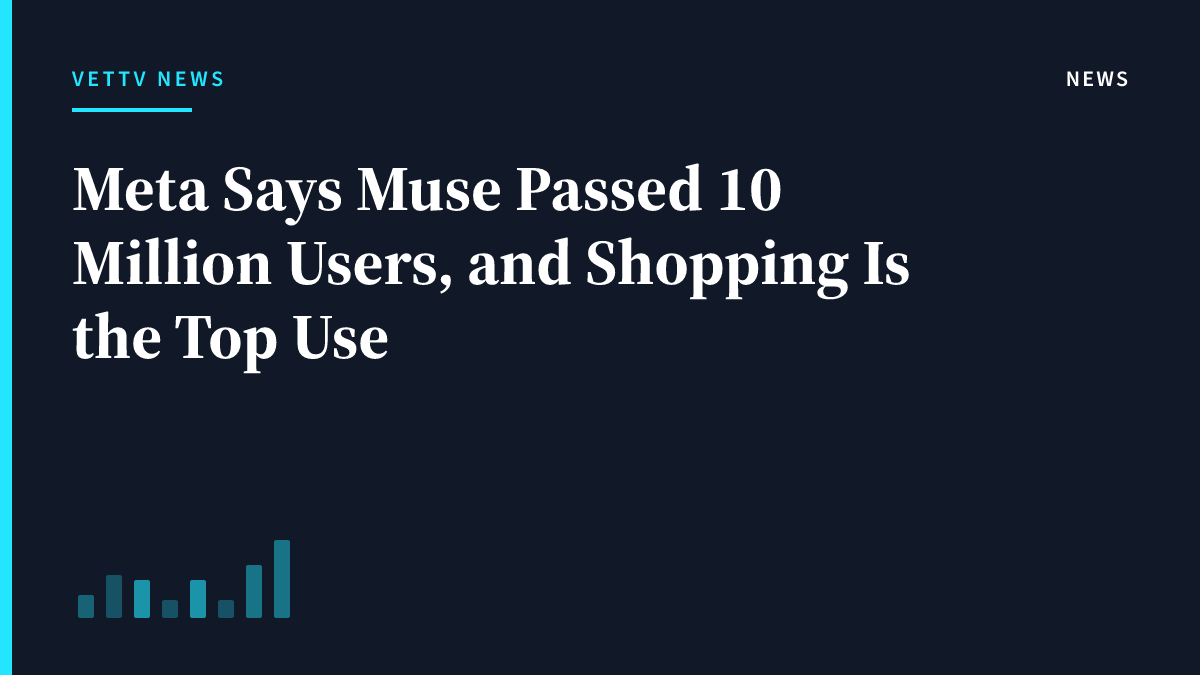 VETTV NEWS
NEWS
Meta Says Muse Passed 10
Million Users, and Shopping Is
the Top Use